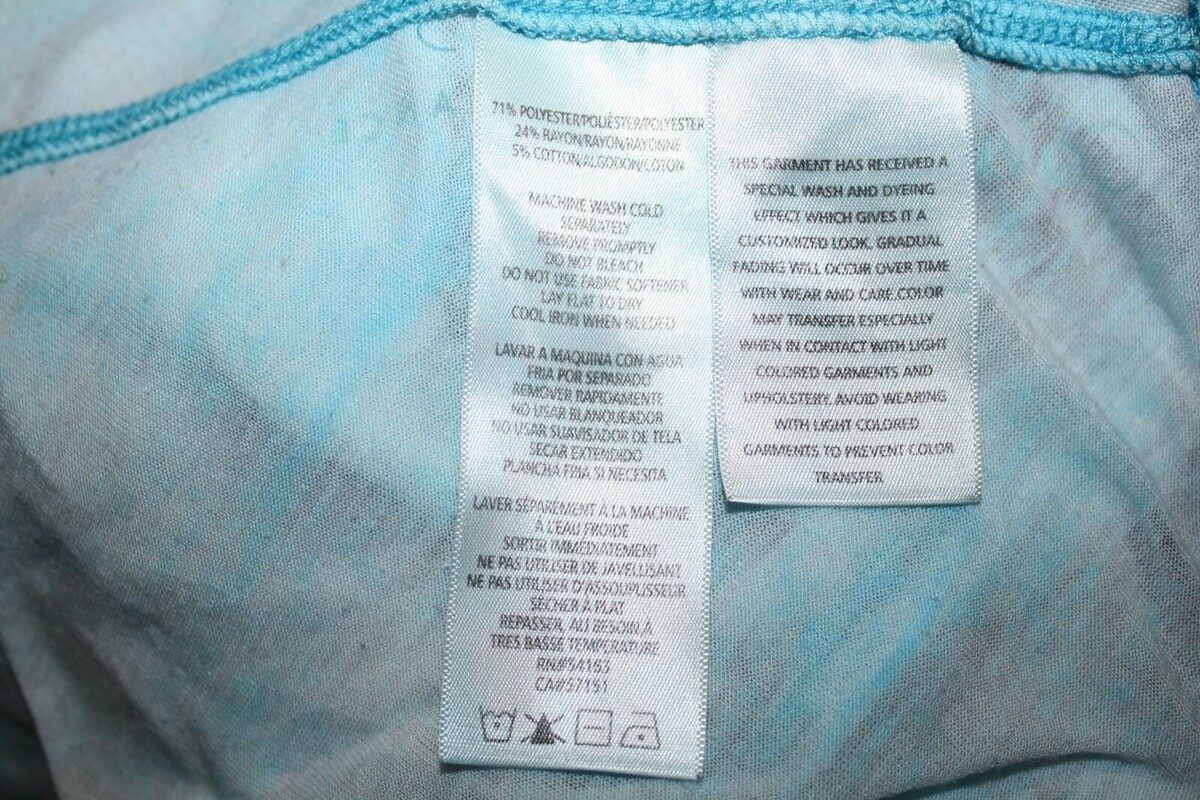 71% POLYESTER/POLIÉSTER/POLYESTER
24% RAYON/RAYON/RAYONNE
5% COTTON/ALGODON/COTON
MACHINE WASH COLD
SEPARATELY
REMOVE PROMPTLY
DO NOT BLEACH
DO NOT USE FABRIC SOFTENER
LAY FLAT TO DRY
COOL IRON WHEN NEEDED
LAVAR A MAQUINA CON AGUA
FRIA POR SEPARADO
REMOVER RAPIDAMENTE
NO USAR BLANQUEADOR
NO USAR SUAVISADOR DE TELA
SECAR EXTENDIDO
PLANCHA FRIA SI NECESITA
LAVER SÉPARÉMENT À LA MACHINE
À L'EAU FROIDE
SORTIR IMMÉDIATEMENT
NE PAS UTILISER DE JAVELLISANT
NE PAS UTILISER D'ASSOUPLISSEUR
SÉCHER À PLAT
REPASSER, AU BESOIN,À
TRES BASSE TEMPÉRATURE
RN#54163
CA#57151
THIS GARMENT HAS RECEIVED A
SPECIAL WASH AND DYEING
EFFECT WHICH GIVES IT A
CUSTOMIZED LOOK. GRADUAL
FADING WILL OCCUR OVER TIME
WITH WEAR AND CARE.COLOR
MAY TRANSFER ESPECIALLY
WHEN IN CONTACT WITH LIGHT
COLORED GARMENTS AND
UPHOLSTERY. AVOID WEARING
WITH LIGHT COLORED
GARMENTS TO PREVENT COLOR
TRANSFER